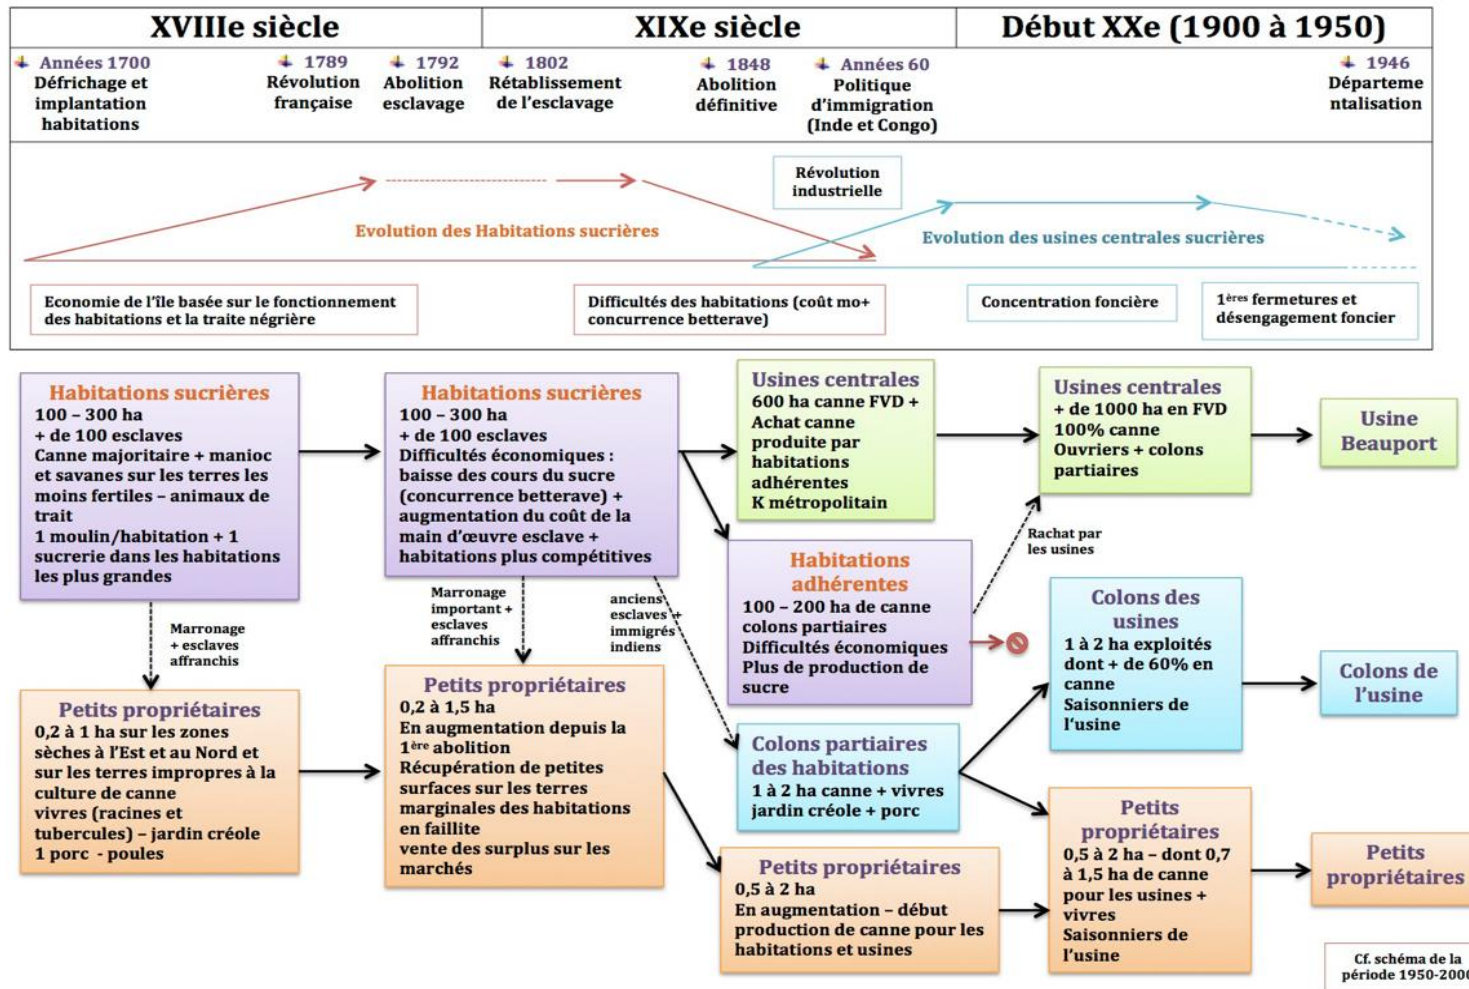 XVIIIe siècle
XIXe siècle
Début XXe (1900 à 1950)
Années 1700
Défrichage et
implantation
habitations
1789
Révolution
française
1792
Abolition
esclavage
1802
Rétablissement
de l'esclavage
1848
Abolition
définitive
Années 60
Politique
d'immigration
(Inde et Congo)
1946
Départeme
ntalisation
Révolution
industrielle
Evolution des Habitations sucrières
Evolution des usines centrales sucrières
Economie de l'île basée sur le fonctionnement
des habitations et la traite négrière
Difficultés des habitations (coût mo+
concurrence betterave)
Concentration foncière
1ères fermetures et
désengagement foncier
Habitations sucrières
100 – 300 ha
+ de 100 esclaves
Canne majoritaire + manioc
et savanes sur les terres les
moins fertiles – animaux de
trait
1 moulin/habitation + 1
sucrerie dans les habitations
les plus grandes
Habitations sucrières
100 – 300 ha
+ de 100 esclaves
Difficultés économiques :
baisse des cours du sucre
(concurrence betterave) +
augmentation du coût de la
main d'œuvre esclave +
habitations plus compétitives
Usines centrales
600 ha canne FVD +
Achat canne
produite par
habitations
adhérentes
K métropolitain
Usines centrales
+ de 1000 ha en FVD
100% canne
Ouvriers + colons
partiaires
Usine
Beauport
Rachat par
les usines
Habitations
adhérentes
100 – 200 ha de canne
colons partiaires
Difficultés économiques
Plus de production de
sucre
Marronage
+ esclaves
affranchis
Marronage
important +
esclaves
affranchis
anciens
esclaves +
immigrés
indiens
Colons des
usines
1 à 2 ha exploités
dont + de 60% en
canne
Saisonniers de
l'usine
Colons de
l'usine
Petits propriétaires
0,2 à 1 ha sur les zones
sèches à l'Est et au Nord et
sur les terres impropres à la
culture de canne
vivres (racines et
tubercules) – jardin créole
1 porc - poules
Petits propriétaires
0,2 à 1,5 ha
En augmentation depuis la
1ère abolition
Récupération de petites
surfaces sur les terres
marginales des habitations
en faillite
vente des surplus sur les
marchés
Colons partiaires
des habitations
1 à 2 ha canne + vivres
jardin créole + porc
Petits propriétaires
0,5 à 2 ha
En augmentation – début
production de canne pour les
habitations et usines
Petits
propriétaires
0,5 à 2 ha – dont 0,7
à 1,5 ha de canne
pour les usines +
vivres
Saisonniers de
l'usine
Petits
propriétaires
Cf. schéma de la
période 1950-2000